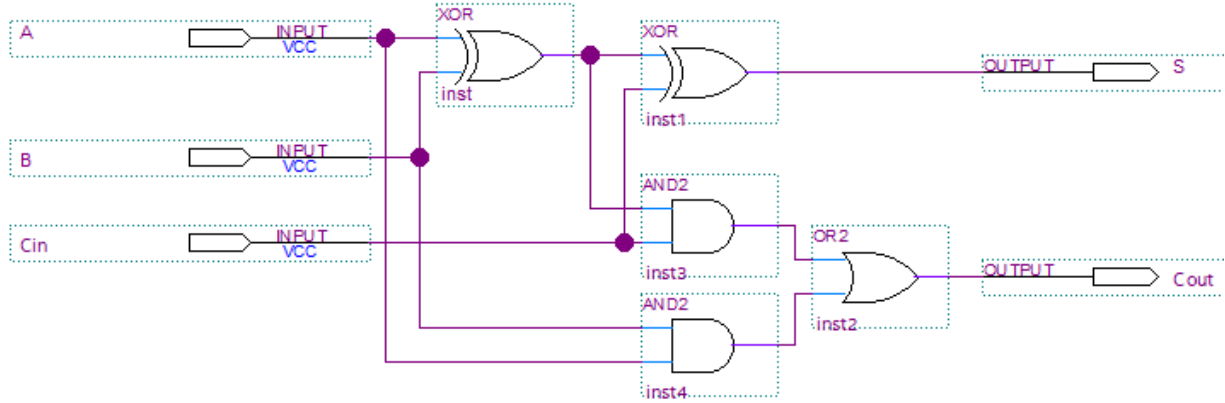 A
INPUT
VCC
XOR
inst
XOR
inst1
OUTPUT
S
B
INPUT
VCC
AND2
inst3
Cin
INPUT
VCC
OR2
inst2
OUTPUT
Cout
AND2
inst4